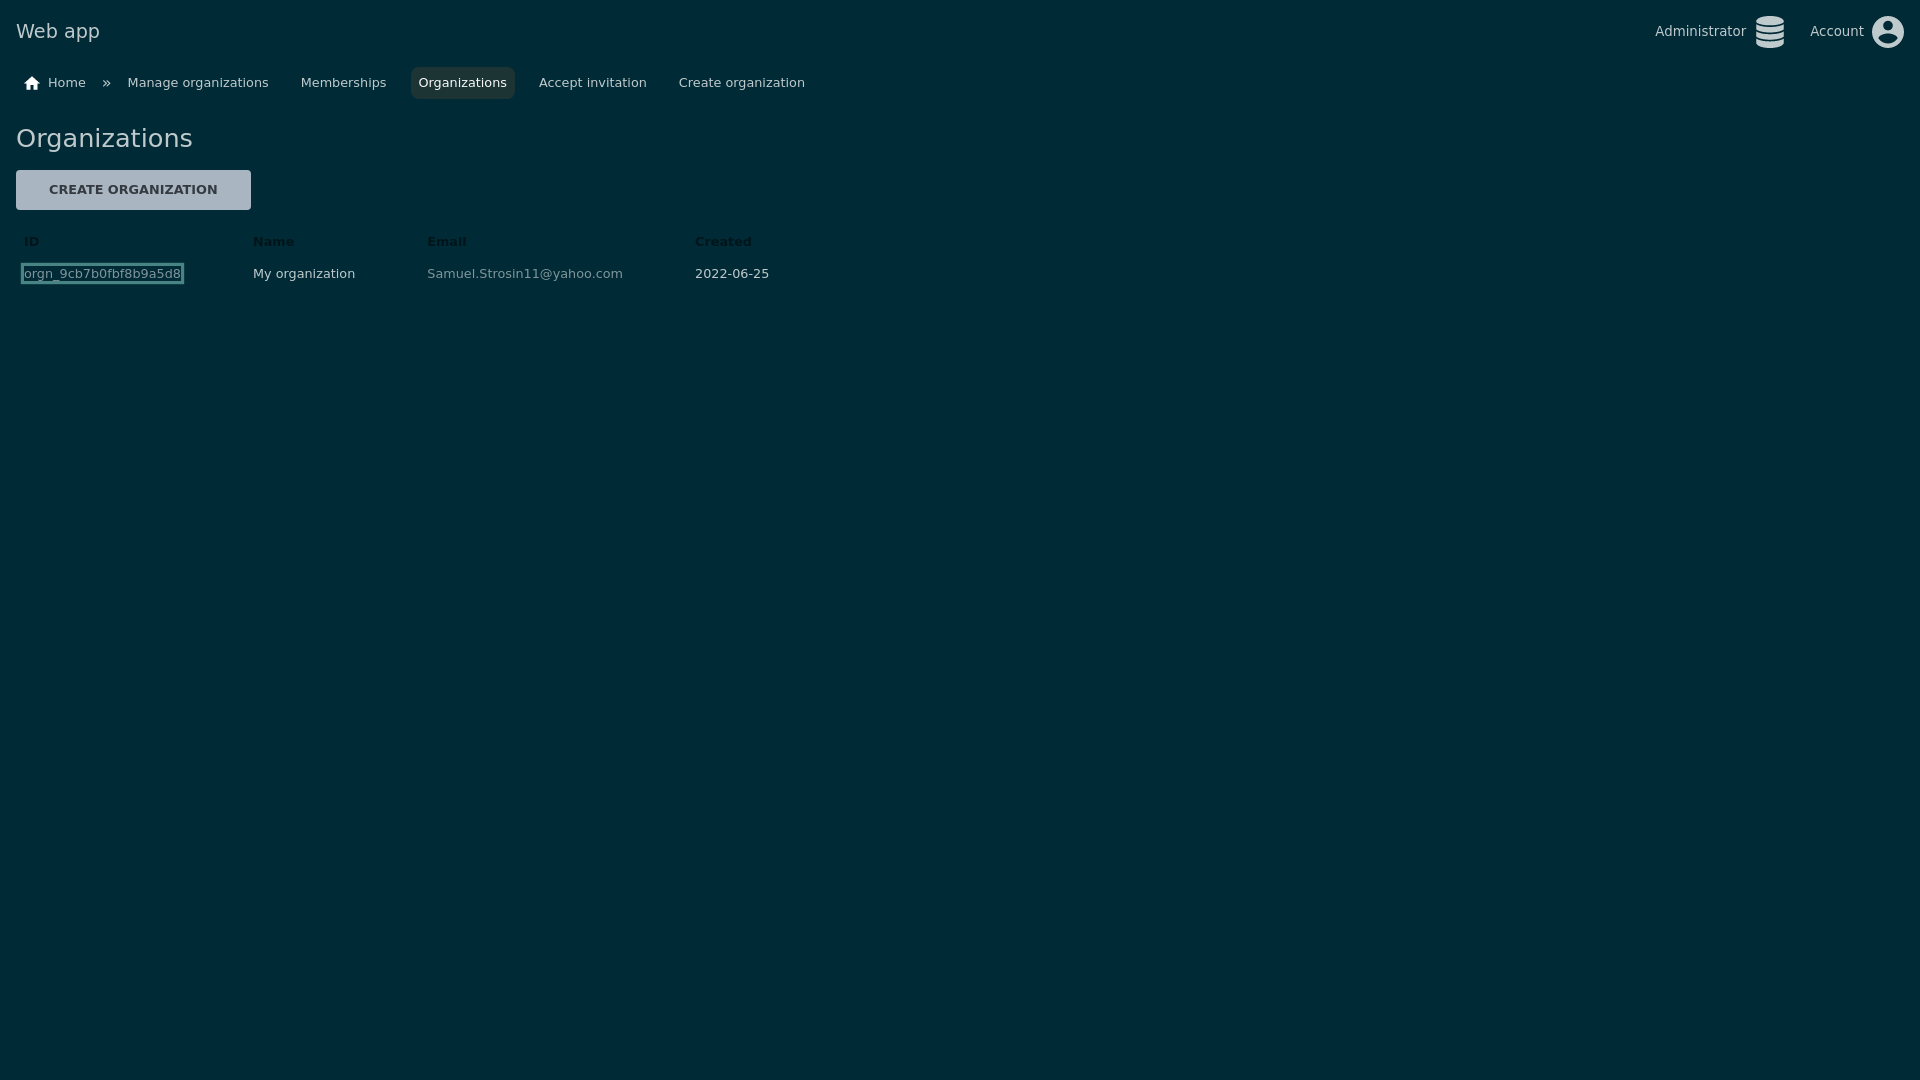 Web app
Administrator
Account
Home » Manage organizations Memberships Organizations Accept invitation Create organization
Organizations
CREATE ORGANIZATION
ID Name Email Created
orgn_9cb7b0fbf8b9a5d8 My organization Samuel.Strosin11@yahoo.com 2022-06-25